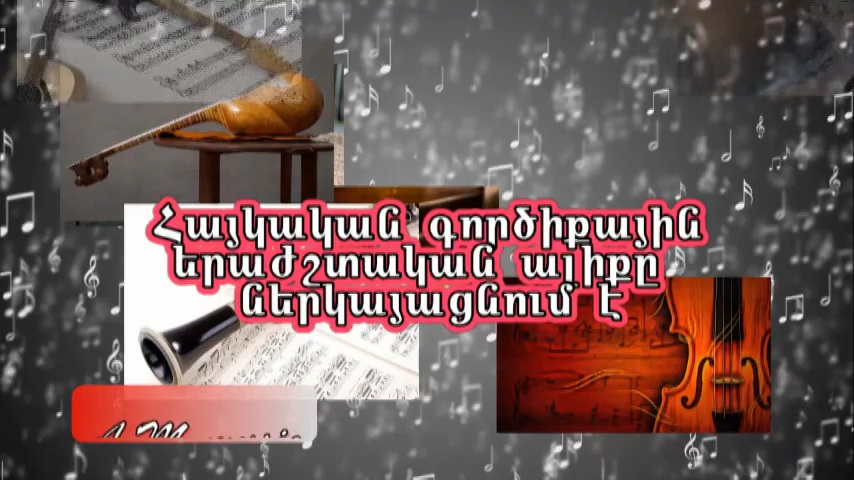 Հայկական գործիքային
երաժշտական ալիքը
ներկայացնում է